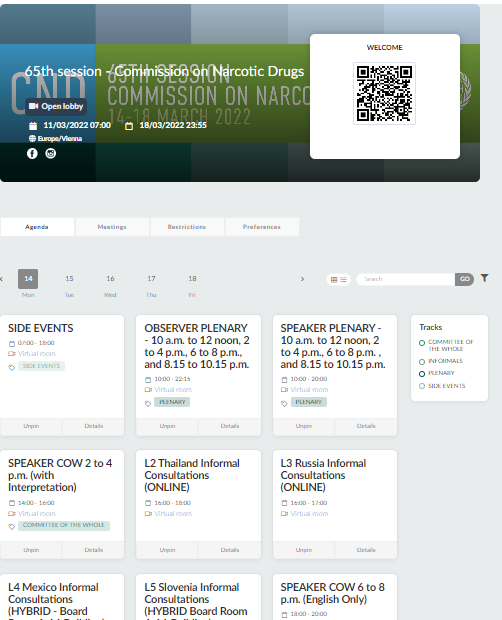 WELCOME
65th session - Commission on Narcotic Drugs
CND
65TH SESSION
COMMISSION ON NARCO
14-18 MARCH 2022
Open lobby
11/03/2022 07:00 18/03/2022 23:55
Europe/Vienna
Agenda Meetings Restrictions Preferences
14 15 16 17 18
Mon Tue Wed Thu Fri
Search GO
SIDE EVENTS
07:00 - 18:00
Virtual room
SIDE EVENTS
Unpin Details
OBSERVER PLENARY
- 10 a.m. to 12 noon, 2
to 4 p.m., 6 to 8 p.m.,
and 8.15 to 10.15 p.m.
10:00 - 22:15
Virtual room
PLENARY
Unpin Details
SPEAKER PLENARY -
10 a.m. to 12 noon, 2
to 4 p.m., 6 to 8 p.m. ,
and 8.15 to 10.15 p.m.
10:00 - 20:00
Virtual room
PLENARY
Unpin Details
Tracks
COMMITTEE OF
THE WHOLE
INFORMALS
PLENARY
SIDE EVENTS
SPEAKER COW 2 to 4
p.m. (with
Interpretation)
14:00 - 16:00
Virtual room
COMMITTEE OF THE WHOLE
Unpin Details
L2 Thailand Informal
Consultations
(ONLINE)
16:00 - 18:00
Virtual room
Unpin Details
L3 Russia Informal
Consultations
(ONLINE)
16:00 - 17:00
Virtual room
Unpin Details
L4 Mexico Informal
Consultations
(HYBRID - Board
L5 Slovenia Informal
Consultations
(HYBRID Board Room
SPEAKER COW 6 to 8
p.m. (English Only)
18:00 - 20:00